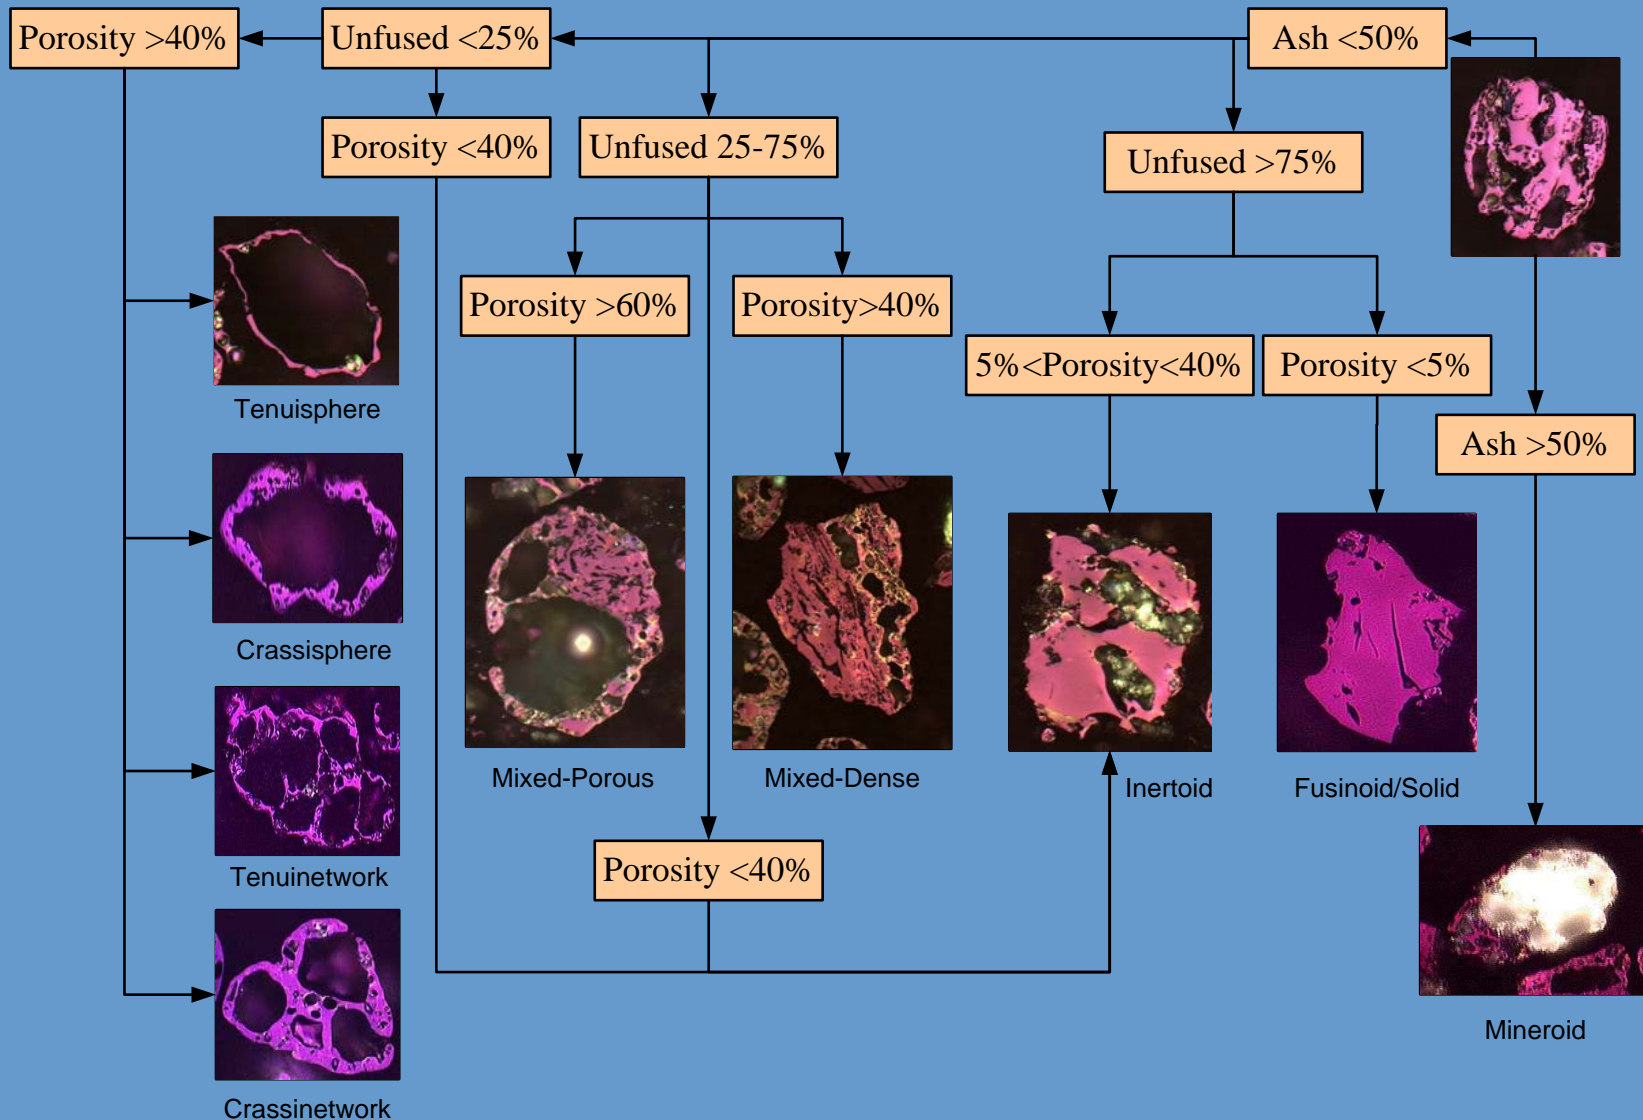 Porosity >40%
Unfused <25%
Ash <50%
Porosity <40%
Unfused 25-75%
Unfused >75%
Porosity >60%
Porosity>40%
5%<Porosity<40%
Porosity <5%
Ash >50%
Tenuisphere
Crassisphere
Tenuinetwork
Crassinetwork
Mixed-Porous
Mixed-Dense
Inertoid
Fusinoid/Solid
Porosity <40%
Mineroid